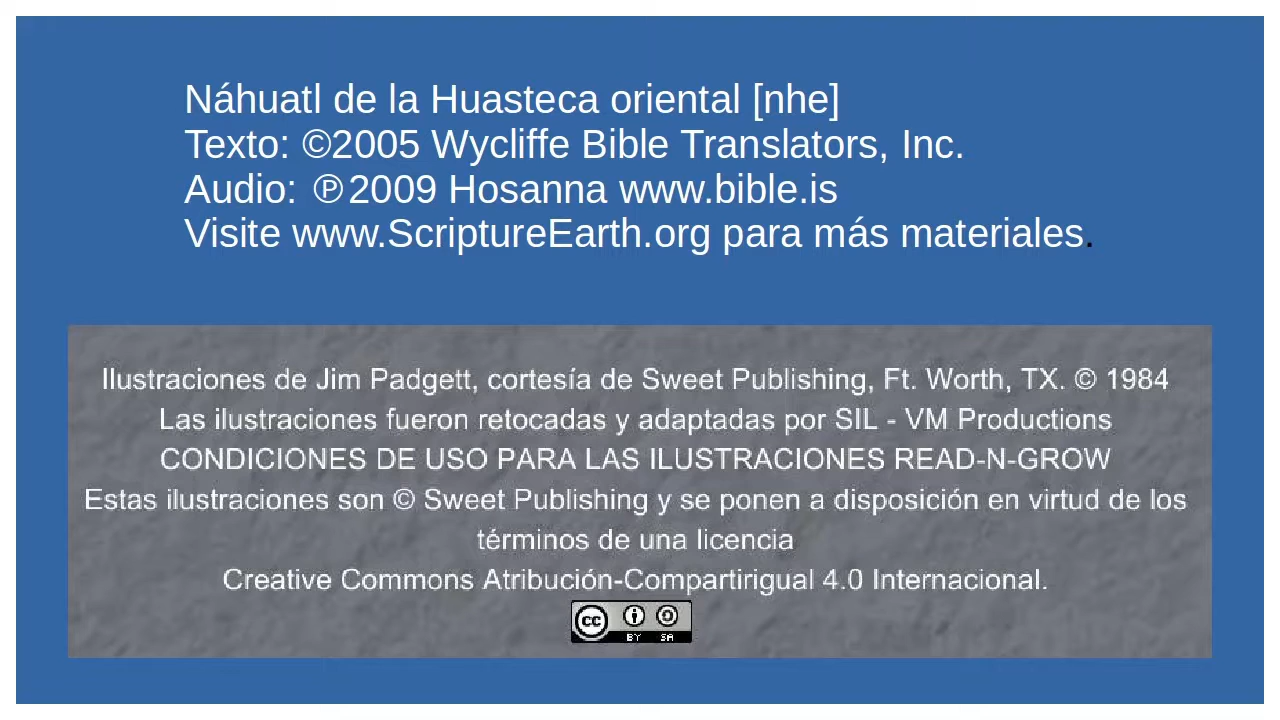 Náhuatl de la Huasteca oriental [nhe]
Texto: ©2005 Wycliffe Bible Translators, Inc.
Audio: ℗2009 Hosanna www.bible.is
Visite www.ScriptureEarth.org para más materiales.
Ilustraciones de Jim Padgett, cortesía de Sweet Publishing, Ft. Worth, TX. © 1984
Las ilustraciones fueron retocadas y adaptadas por SIL - VM Productions
CONDICIONES DE USO PARA LAS ILUSTRACIONES READ-N-GROW
Estas ilustraciones son © Sweet Publishing y se ponen a disposición en virtud de los
términos de una licencia
Creative Commons Atribución-Compartirigual 4.0 Internacional.
cc BY SA